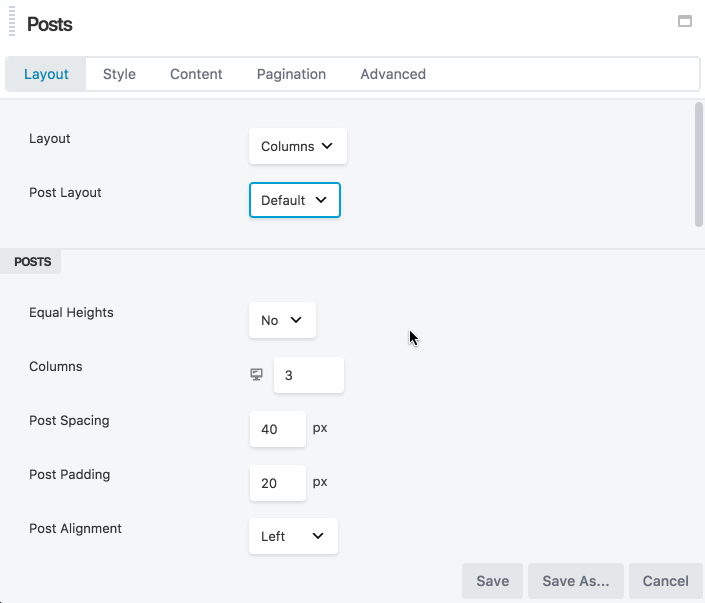 Posts
Layout Style Content Pagination Advanced
Layout Columns
Post Layout Default
POSTS
Equal Heights No
Columns 3
Post Spacing 40 px
Post Padding 20 px
Post Alignment Left
Save Save As... Cancel